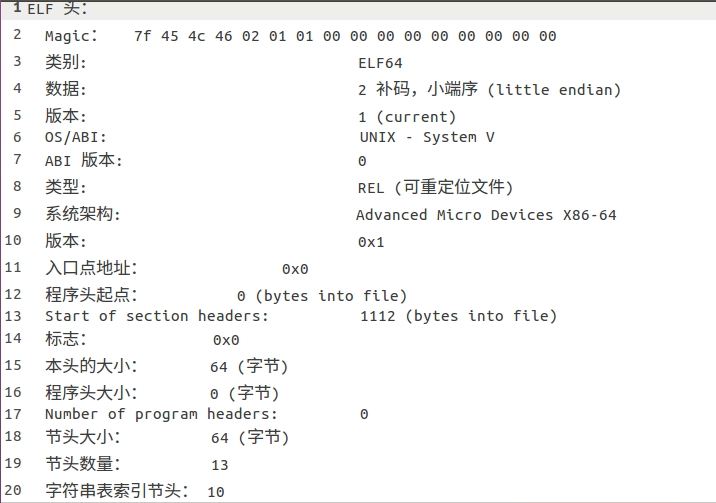 1 ELF 头：
2 Magic： 7f 45 4c 46 02 01 01 00 00 00 00 00 00 00 00 00
3 类别: ELF64
4 数据: 2 补码，小端序 (little endian)
5 版本: 1 (current)
6 OS/ABI: UNIX - System V
7 ABI 版本: 0
8 类型: REL (可重定位文件)
9 系统架构: Advanced Micro Devices X86-64
10 版本: 0x1
11 入口点地址： 0x0
12 程序头起点： 0 (bytes into file)
13 Start of section headers: 1112 (bytes into file)
14 标志： 0x0
15 本头的大小： 64 (字节)
16 程序头大小： 0 (字节)
17 Number of program headers: 0
18 节头大小： 64 (字节)
19 节头数量： 13
20 字符串表索引节头： 10